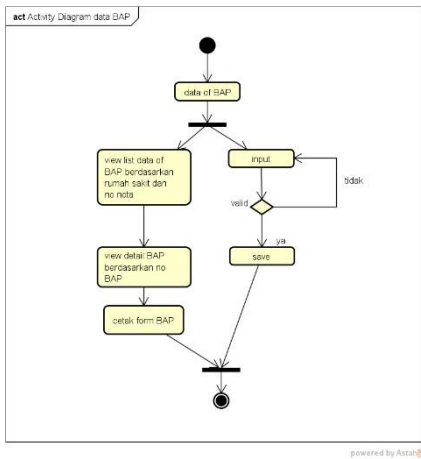 act Activity Diagram data BAP
data of BAP
view list data of
BAP berdasarkan
rumah sakit dan
no nota
input
tidak
valid
ya
view detail BAP
berdasarkan no
BAP
save
cetak form BAP
powered by Astah